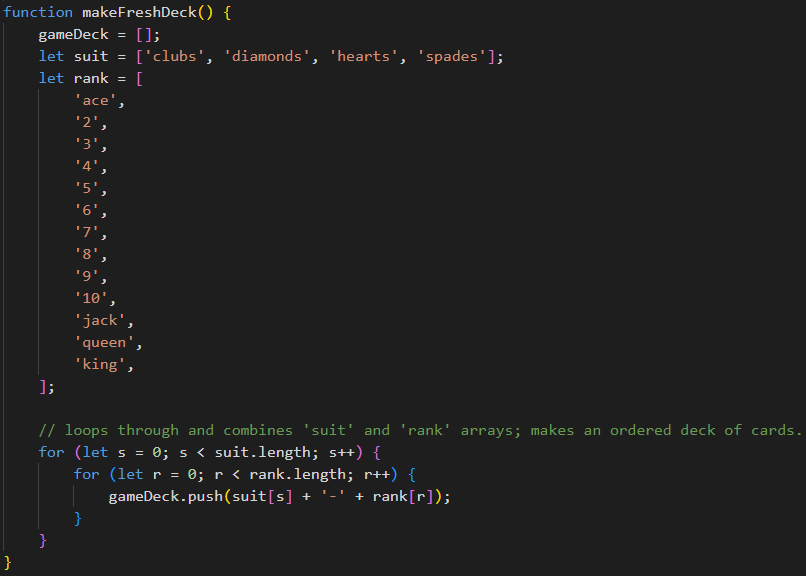 function makeFreshDeck() {
    gameDeck = [];
    let suit = ['clubs', 'diamonds', 'hearts', 'spades'];
    let rank = [
        'ace',
        '2',
        '3',
        '4',
        '5',
        '6',
        '7',
        '8',
        '9',
        '10',
        'jack',
        'queen',
        'king',
    ];

    // loops through and combines 'suit' and 'rank' arrays; makes an ordered deck of cards.
    for (let s = 0; s < suit.length; s++) {
        for (let r = 0; r < rank.length; r++) {
            gameDeck.push(suit[s] + '-' + rank[r]);
        }
    }
}